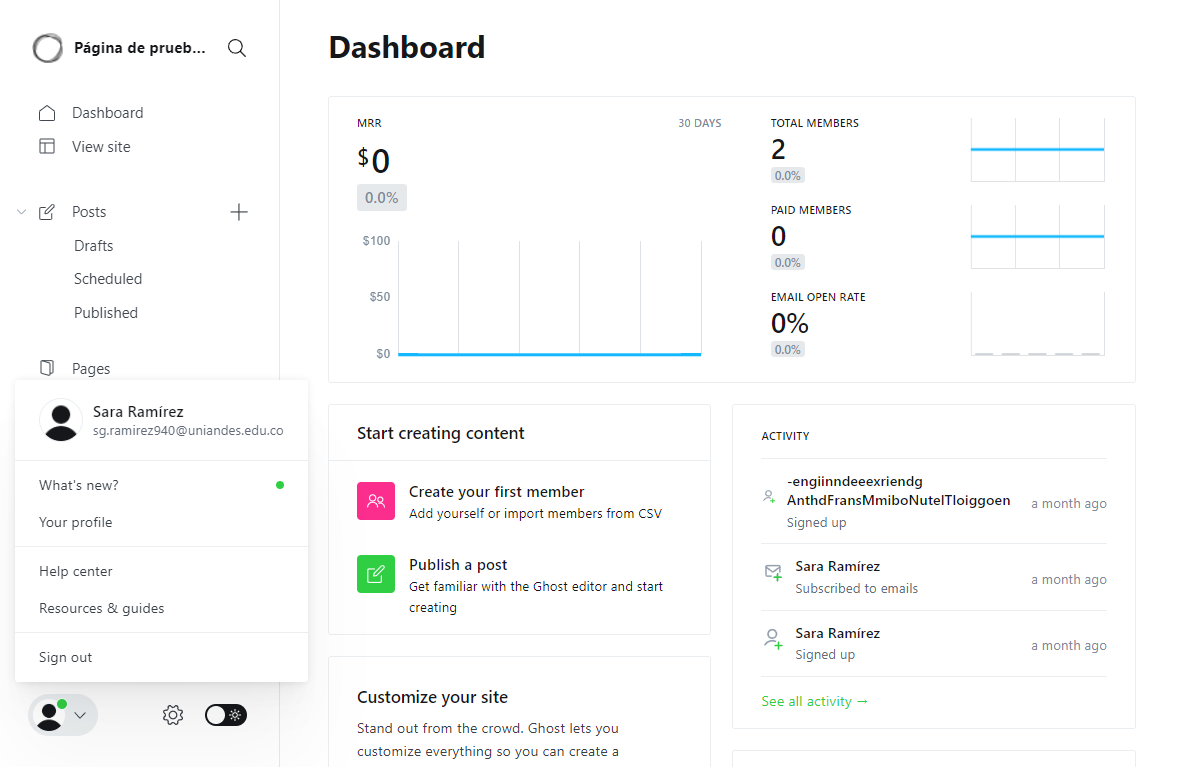 Página de prueb...
Dashboard
View site
Posts
Drafts
Scheduled
Published
Pages
Sara Ramírez
sg.ramirez940@uniandes.edu.co
What's new?
Your profile
Help center
Resources & guides
Sign out
Dashboard
MRR
30 DAYS
$0
0.0%
$100
$50
$0
TOTAL MEMBERS
2
0.0%
PAID MEMBERS
0
0.0%
EMAIL OPEN RATE
0%
0.0%
Start creating content
Create your first member
Add yourself or import members from CSV
Publish a post
Get familiar with the Ghost editor and start
creating
Customize your site
Stand out from the crowd. Ghost lets you
customize everything so you can create a
ACTIVITY
-engiinndeeexriendg
AnthdFransMmiboNutelTloiggoen
Signed up
a month ago
Sara Ramírez
Subscribed to emails
a month ago
Sara Ramírez
Signed up
a month ago
See all activity →